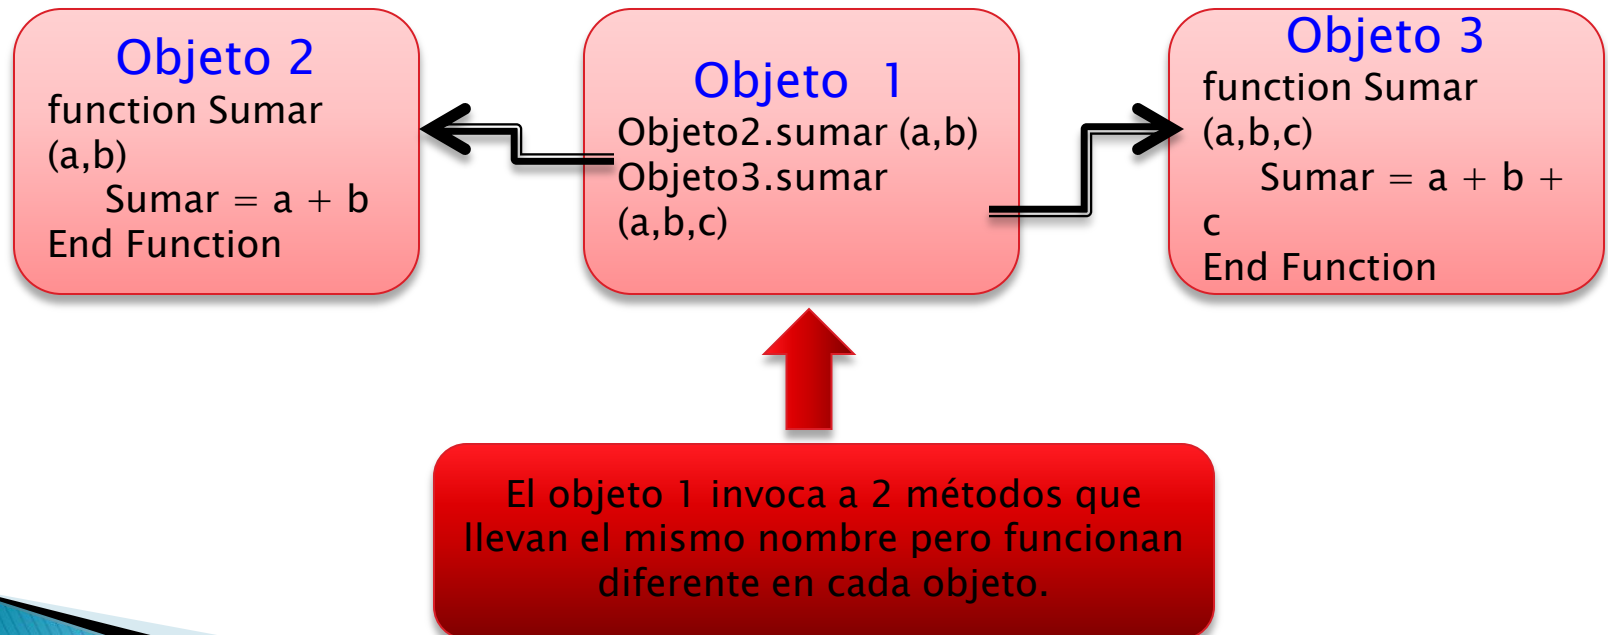 Objeto 2
function Sumar
(a,b)
Sumar = a + b
End Function
Objeto 1
Objeto2.sumar (a,b)
Objeto3.sumar
(a,b,c)
Objeto 3
function Sumar
(a,b,c)
Sumar = a + b +
c
End Function
El objeto 1 invoca a 2 métodos que
llevan el mismo nombre pero funcionan
diferente en cada objeto.